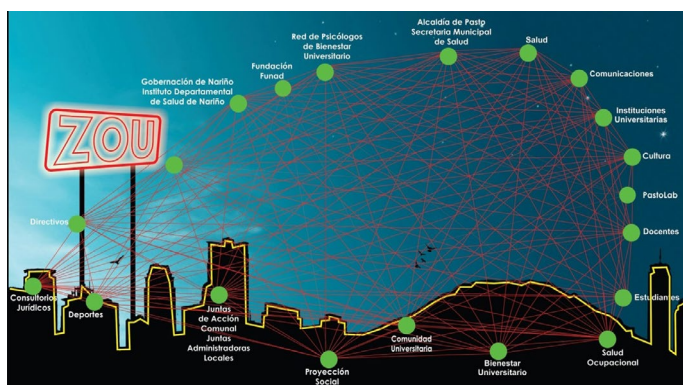 Alcaldía de Pasto
Secretaria Municipal
de Salud
Salud
Red de Psicólogos
de Bienestar
Universitario
Fundación
Funad
Comunicaciones
Gobernación de Nariño
Instituto Departamental
de Salud de Nariño
Instituciones
Universitarias
ZOU
Cultura
PastoLab
Directivos
Docentes
Estudiantes
Consultorios
Jurídicos
Deportes
Juntas
de Acción
Comunal
Juntas
Administradoras
Locales
Comunidad
Universitaria
Proyección
Social
Bienestar
Universitario
Salud
Ocupacional